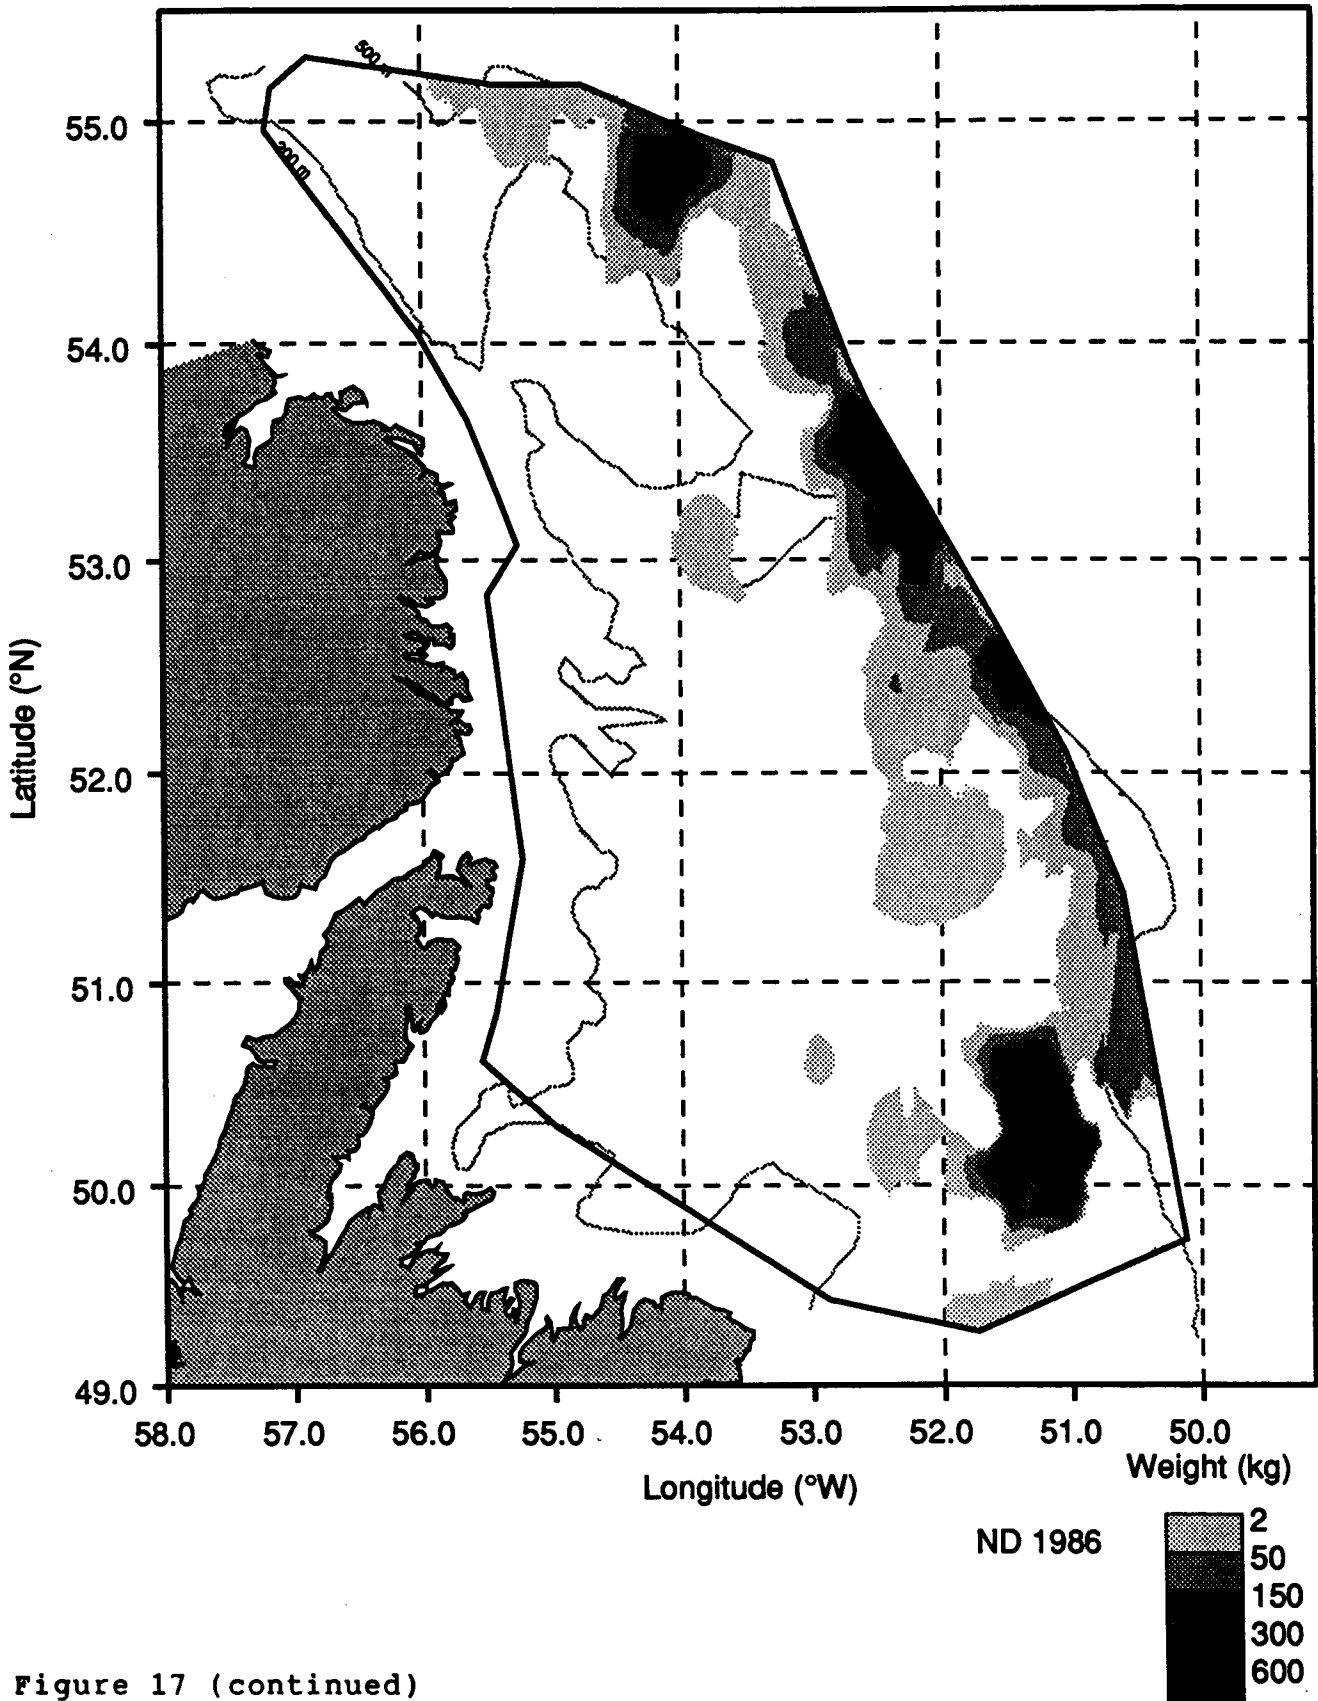 500 m
55.0
200 m
54.0
53.0
52.0
51.0
50.0
49.0
Latitude (°N)
58.0 57.0 56.0 55.0 54.0 53.0 52.0 51.0 50.0
Longitude (°W)
Weight (kg)
ND 1986
2
50
150
300
600
Figure 17 (continued)